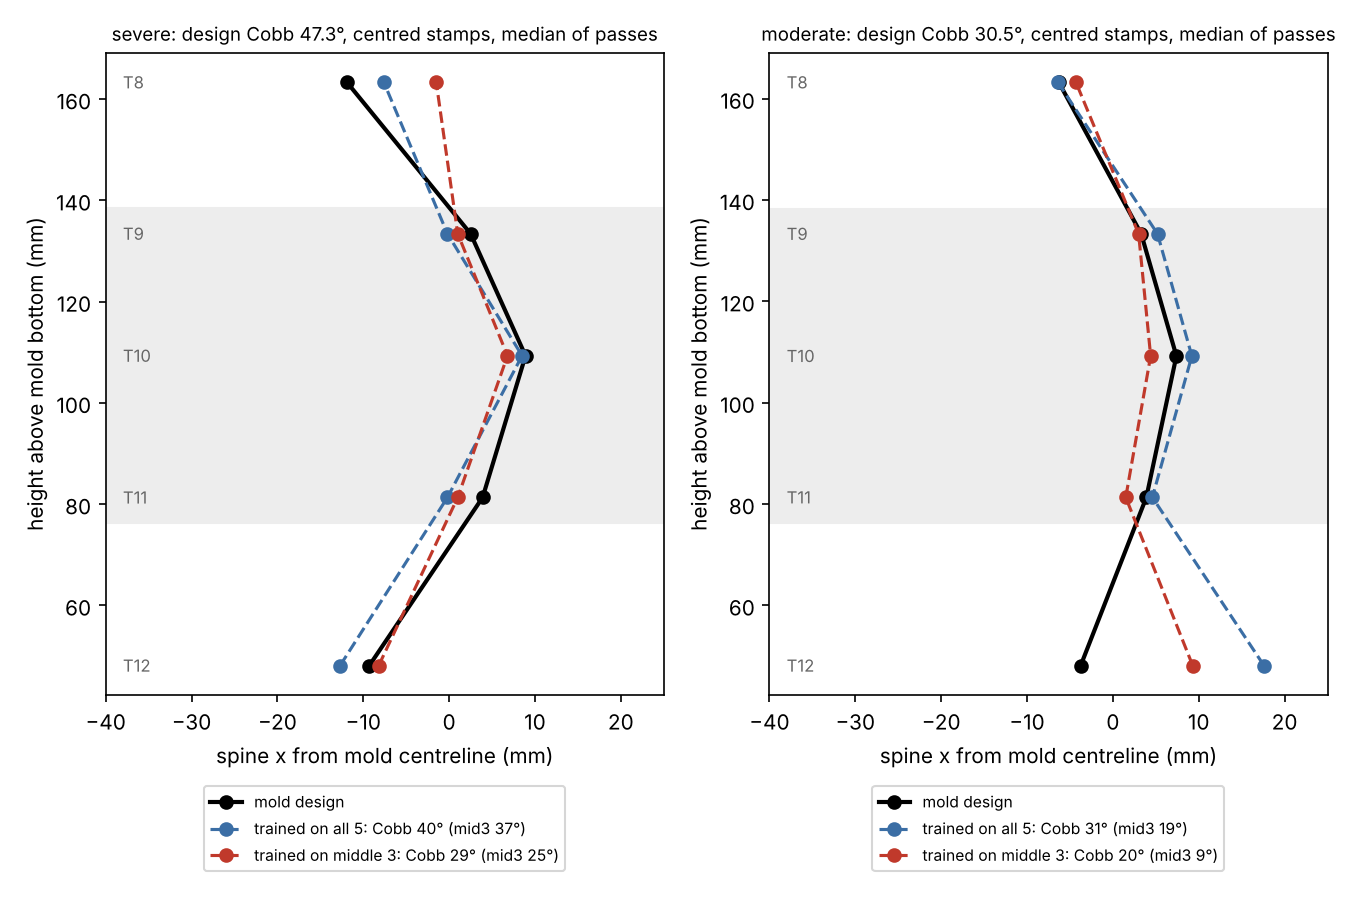 severe: design Cobb 47.3°, centred stamps, median of passes
T8
T9
T10
T11
T12
160
140
120
100
80
60
height above mold bottom (mm)
−40 −30 −20 −10 0 10 20
spine x from mold centreline (mm)
mold design
trained on all 5: Cobb 40° (mid3 37°)
trained on middle 3: Cobb 29° (mid3 25°)
moderate: design Cobb 30.5°, centred stamps, median of passes
T8
T9
T10
T11
T12
160
140
120
100
80
60
height above mold bottom (mm)
−40 −30 −20 −10 0 10 20
spine x from mold centreline (mm)
mold design
trained on all 5: Cobb 31° (mid3 19°)
trained on middle 3: Cobb 20° (mid3 9°)